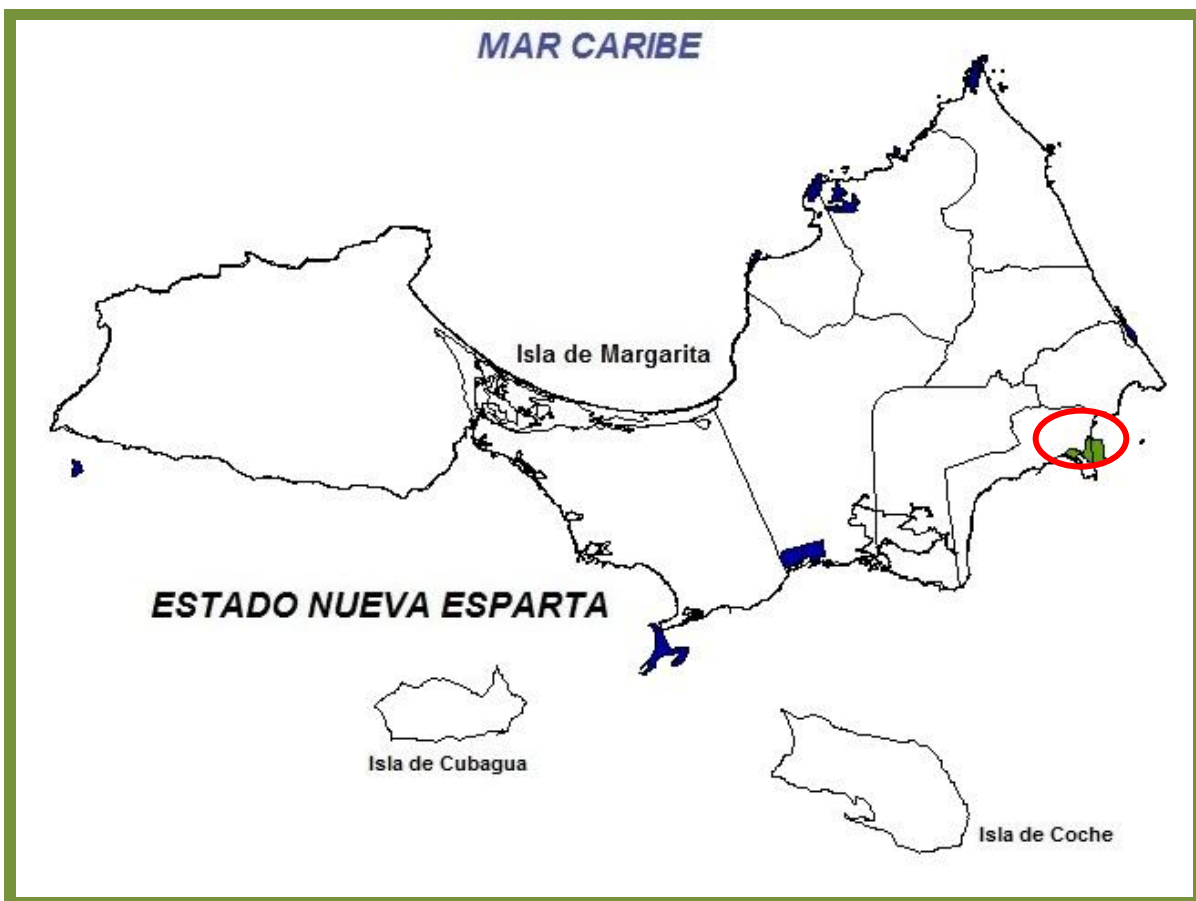 MAR CARIBE
Isla de Margarita
ESTADO NUEVA ESPARTA
Isla de Cubagua
Isla de Coche